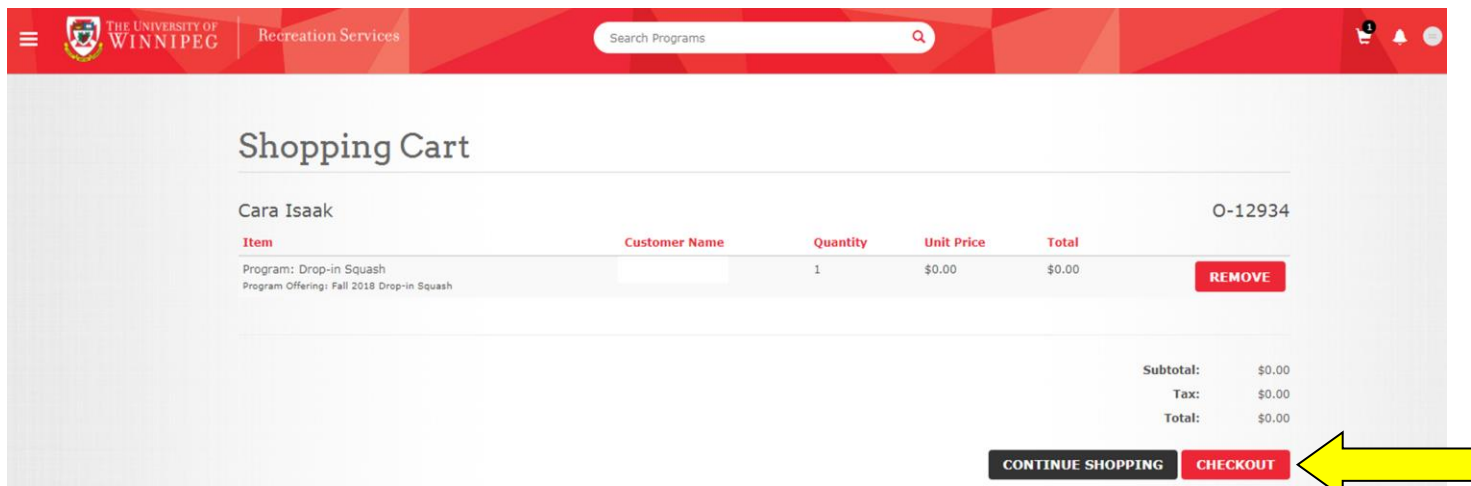 THE UNIVERSITY OF
WINNIPEG
Recreation Services
Search Programs
1
Shopping Cart
Cara Isaak O-12934
Item Customer Name Quantity Unit Price Total
Program: Drop-in Squash 1 $0.00 $0.00 REMOVE
Program Offering: Fall 2018 Drop-in Squash
Subtotal: $0.00
Tax: $0.00
Total: $0.00
CONTINUE SHOPPING CHECKOUT